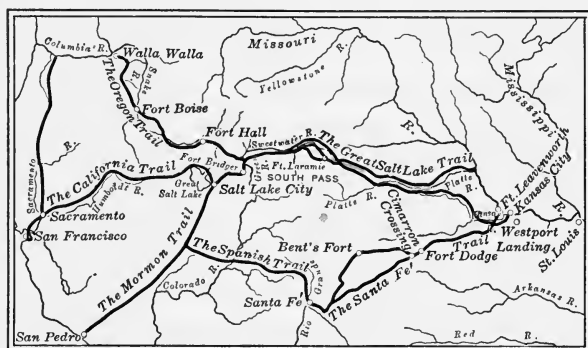 Columbia R.
Walla Walla
Missouri
R.
Yellowstone
R.
Mississippi
The Oregon Trail
Snake
R.
Fort Boise
Fort Hall
Sweetwater R.
The Great Salt Lake Trail
R.
Sacramento
R.
The California Trail
Fort Bridger
Ft. Laramie
SOUTH PASS
Great
Salt Lake
Salt Lake City
Humboldt R.
Platte R.
Platte
R.
Ft. Leavenworth
Kansas City
Sacramento
San Francisco
The Mormon Trail
The Spanish Trail
Cimarron
Crossing
Bent's Fort
Trail
Westport
Landing
R.
St. Louis
Fort Dodge
Colorado
R.
Santa Fé
Rio
Grande
The Santa Fé
Arkansas R.
San Pedro
Red R.